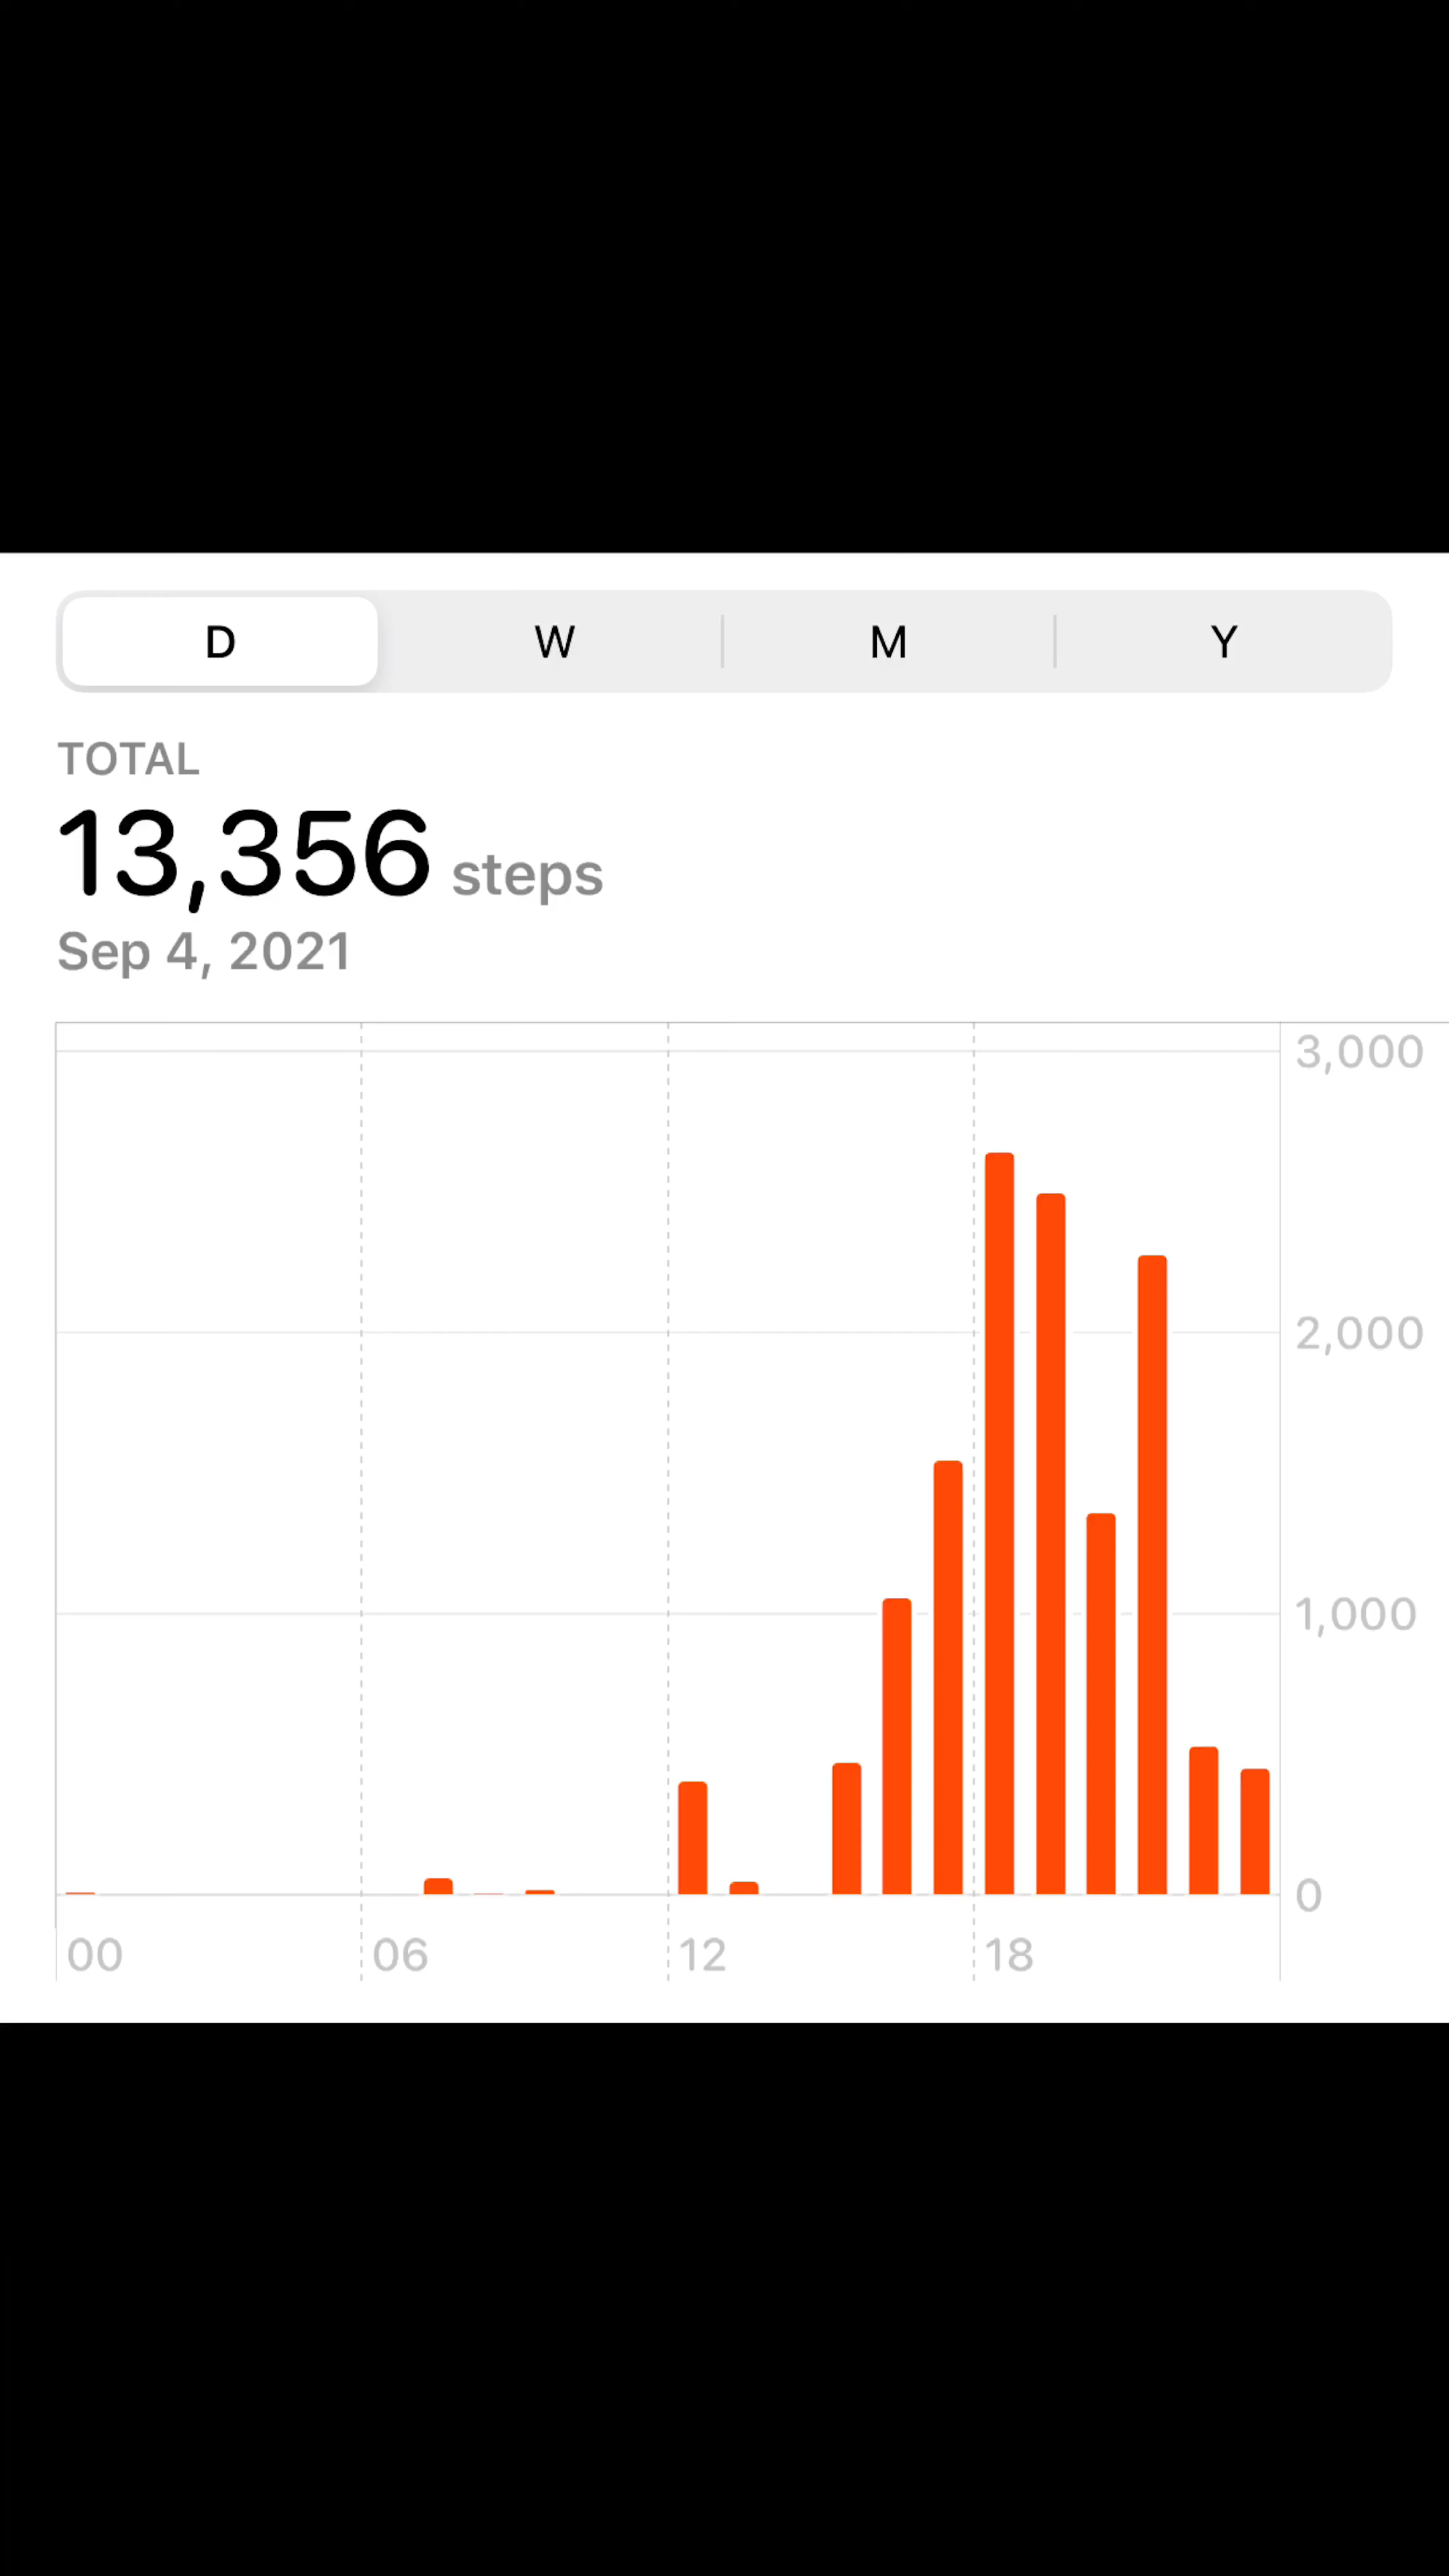 D W M Y
TOTAL
13,356 steps
Sep 4, 2021
3,000
2,000
1,000
0
00 06 12 18